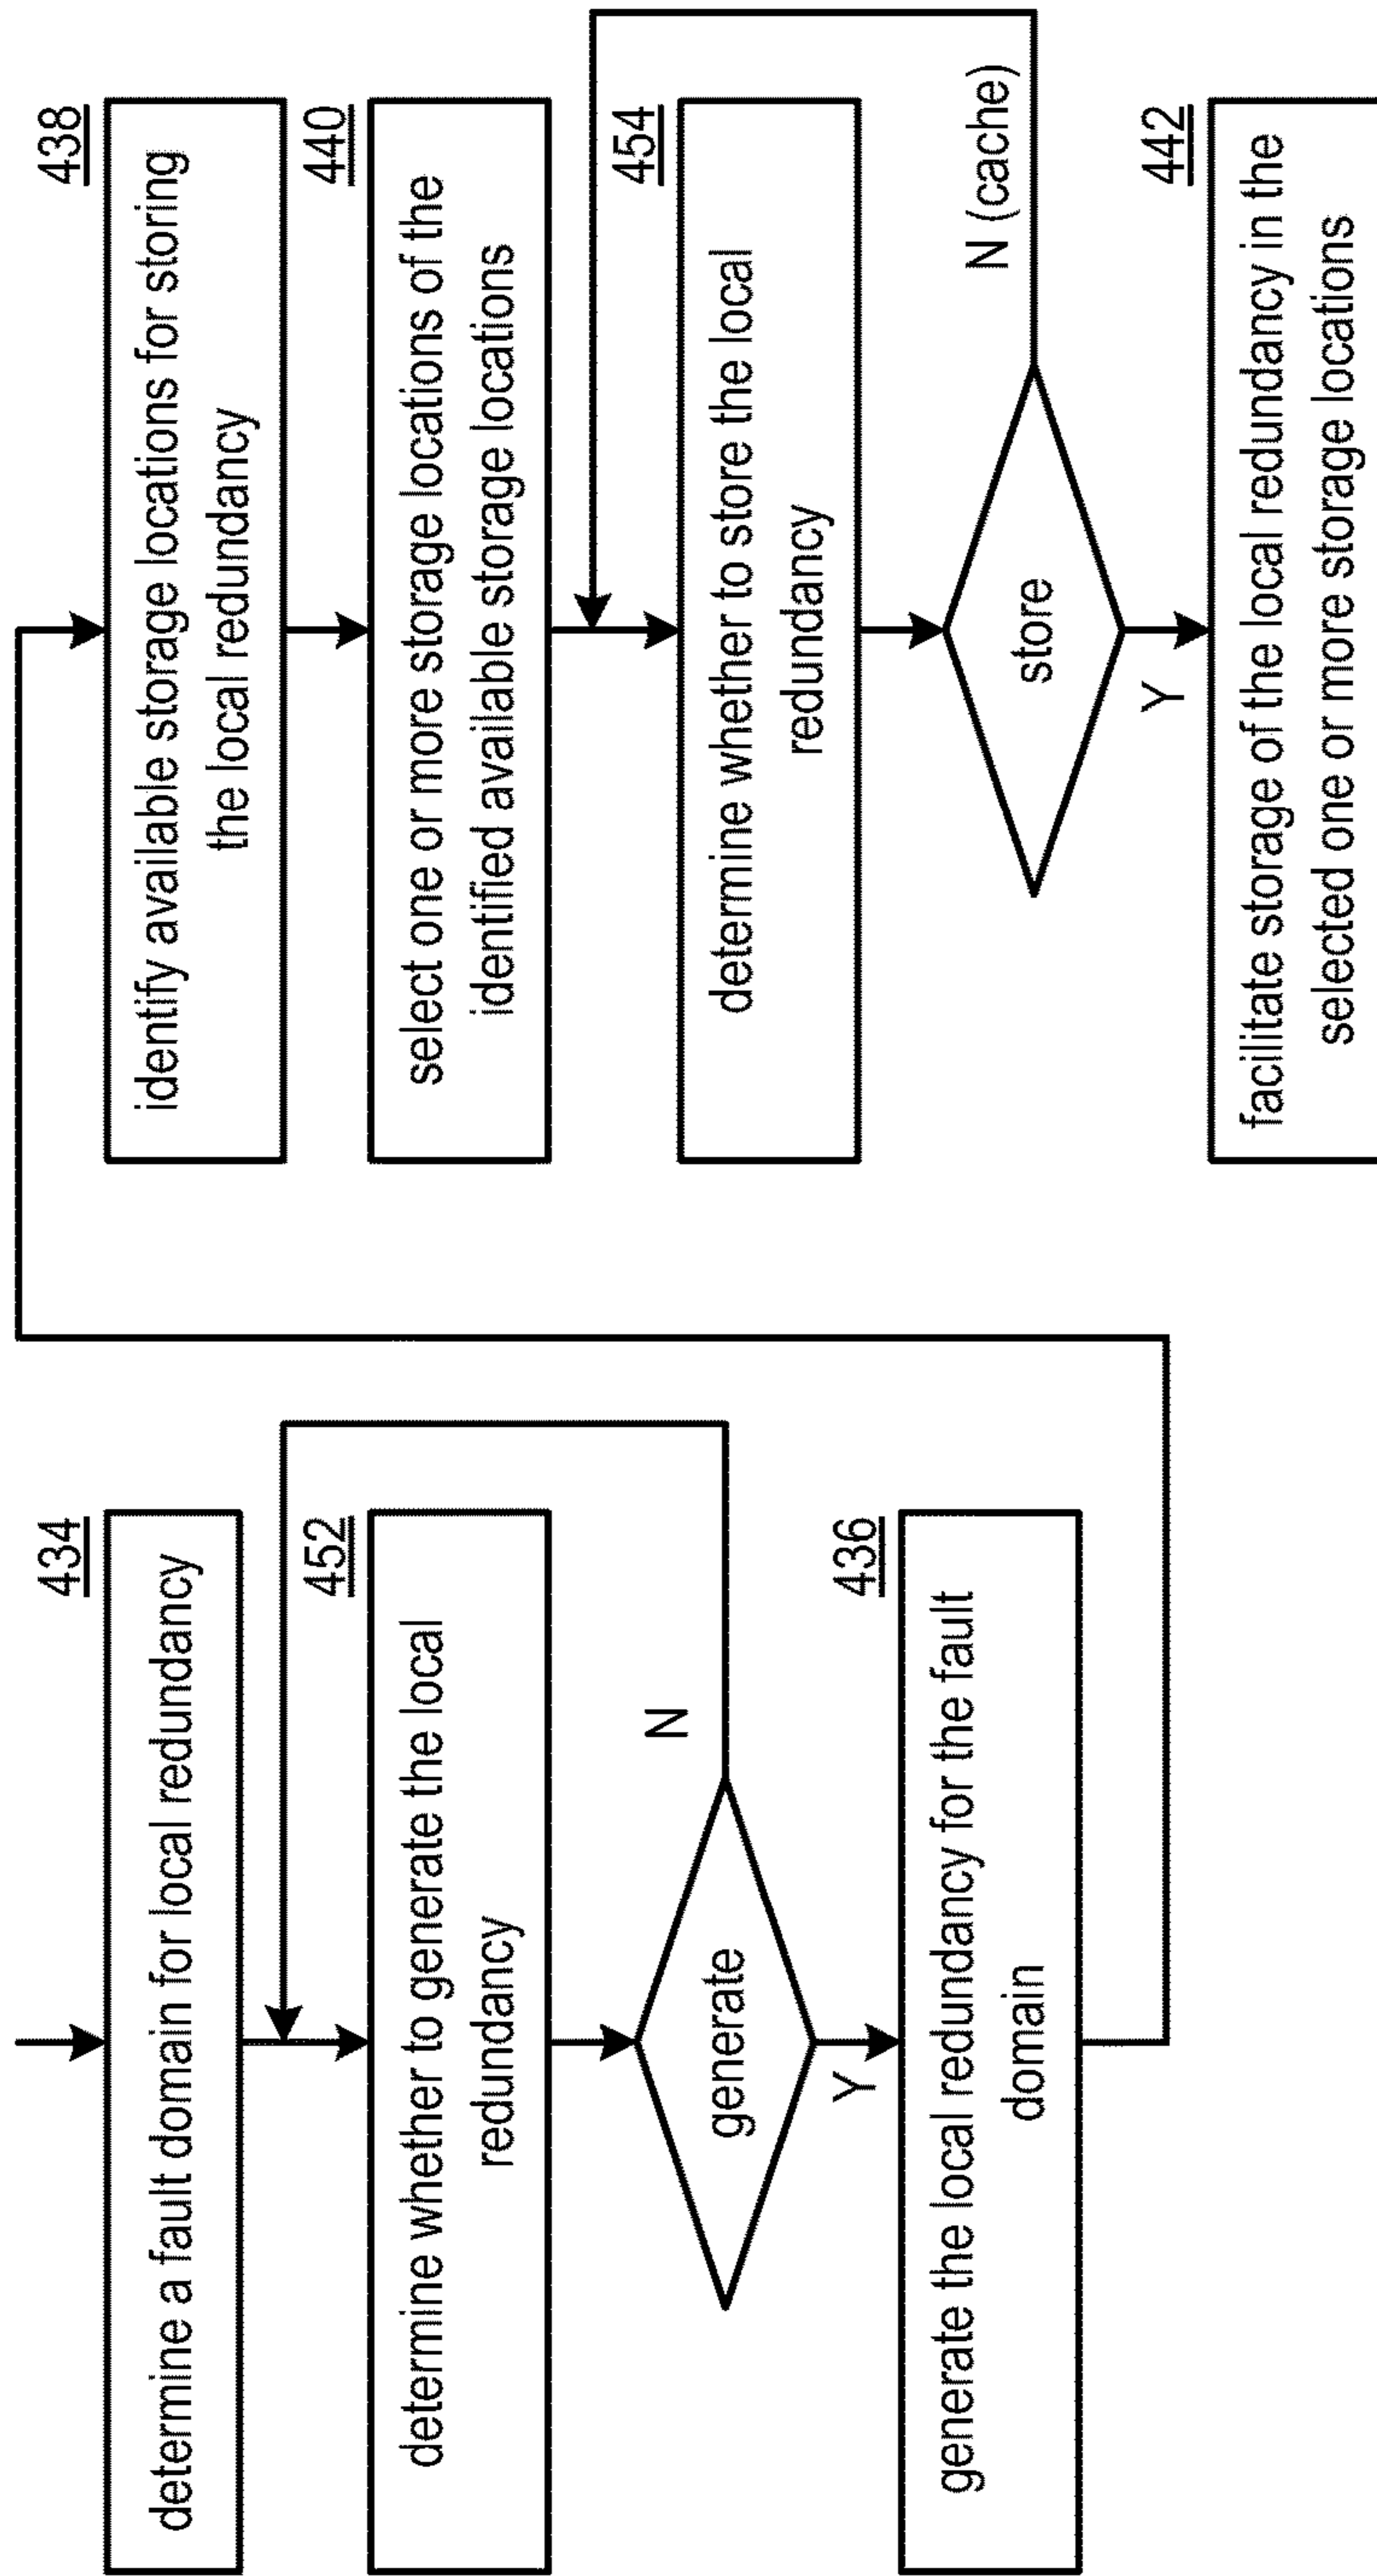 434
determine a fault domain for local redundancy
452
determine whether to generate the local
redundancy
generate
N
Y
436
generate the local redundancy for the fault
domain
438
identify available storage locations for storing
the local redundancy
440
select one or more storage locations of the
identified available storage locations
454
determine whether to store the local
redundancy
store
N (cache)
Y
442
facilitate storage of the local redundancy in the
selected one or more storage locations